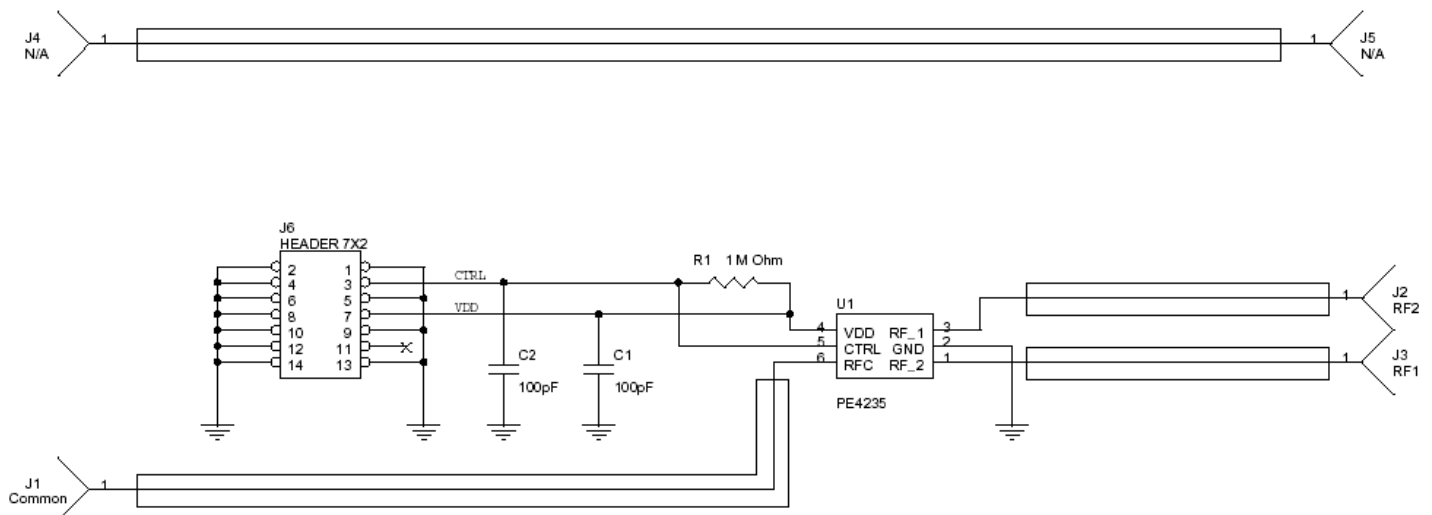 J4
N/A
1
1
J5
N/A
J6
HEADER 7X2
2 1
4 3
6 5
8 7
10 9
12 11
14 13
CTRL
VDD
R1 1 M Ohm
C2
100pF
C1
100pF
U1
4 VDD RF_1 3
5 CTRL GND 2
6 RFC RF_2 1
PE4235
1
J2
RF2
1
J3
RF1
J1
Common
1